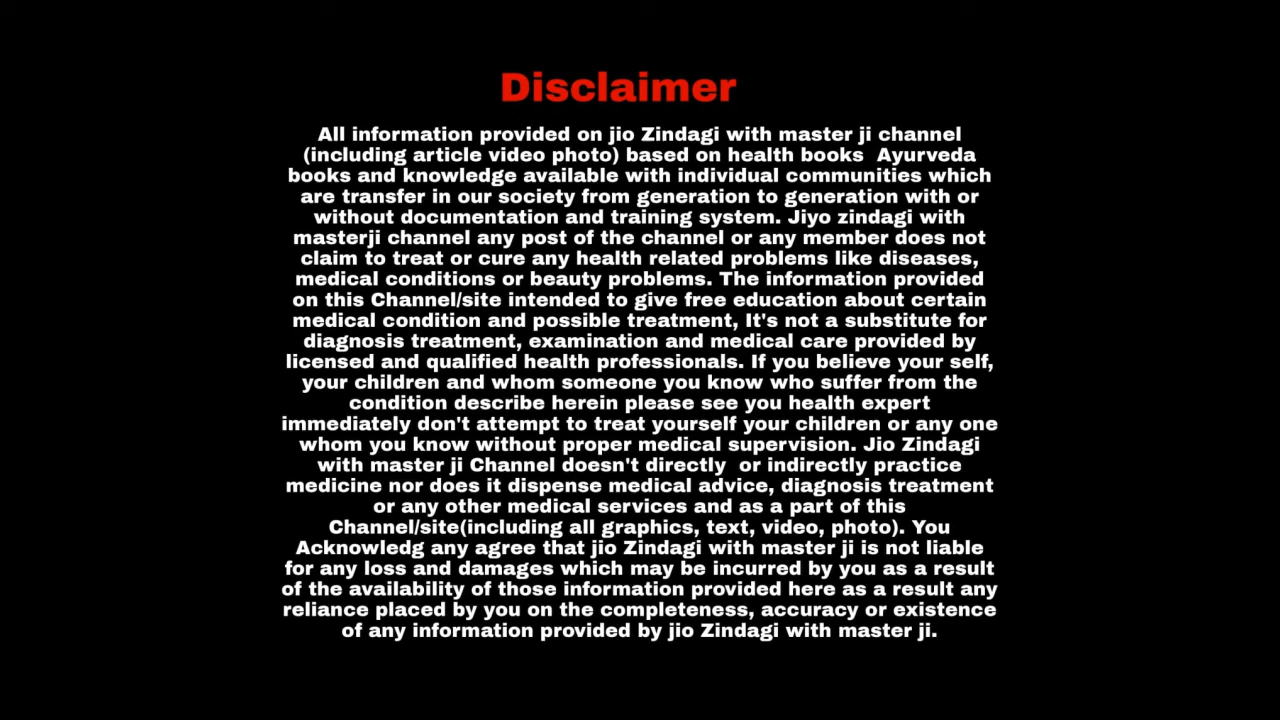 Disclaimer
All information provided on jio Zindagi with master ji channel
(including article video photo) based on health books  Ayurveda
books and knowledge available with individual communities which
are transfer in our society from generation to generation with or
without documentation and training system. Jiyo zindagi with
masterji channel any post of the channel or any member does not
claim to treat or cure any health related problems like diseases,
medical conditions or beauty problems. The information provided
on this Channel/site intended to give free education about certain
medical condition and possible treatment, It's not a substitute for
diagnosis treatment, examination and medical care provided by
licensed and qualified health professionals. If you believe your self,
your children and whom someone you know who suffer from the
condition describe herein please see you health expert
immediately don't attempt to treat yourself your children or any one
whom you know without proper medical supervision. Jio Zindagi
with master ji Channel doesn't directly  or indirectly practice
medicine nor does it dispense medical advice, diagnosis treatment
or any other medical services and as a part of this
Channel/site(including all graphics, text, video, photo). You
Acknowledg any agree that jio Zindagi with master ji is not liable
for any loss and damages which may be incurred by you as a result
of the availability of those information provided here as a result any
reliance placed by you on the completeness, accuracy or existence
of any information provided by jio Zindagi with master ji.